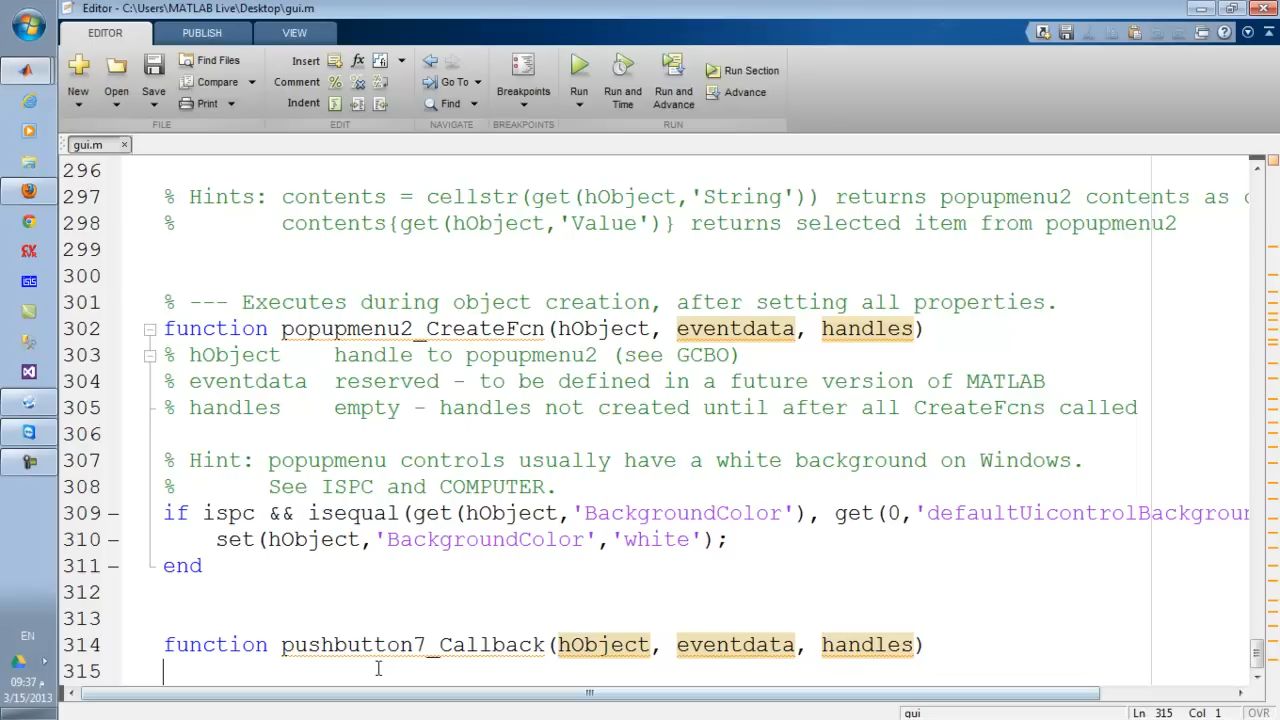 Editor - C:\Users\MATLAB Live\Desktop\gui.m
EDITOR PUBLISH VIEW
New Open Save Find Files Compare Print
Insert Comment Indent
Go To Find
Breakpoints
Run Run and Time Run and Advance Run Section Advance
FILE EDIT NAVIGATE BREAKPOINTS RUN
gui.m
296
297 % Hints: contents = cellstr(get(hObject,'String')) returns popupmenu2 contents as
298 % contents{get(hObject,'Value')} returns selected item from popupmenu2
299
300
301 % --- Executes during object creation, after setting all properties.
302 function popupmenu2_CreateFcn(hObject, eventdata, handles)
303 % hObject handle to popupmenu2 (see GCBO)
304 % eventdata reserved - to be defined in a future version of MATLAB
305 % handles empty - handles not created until after all CreateFcns called
306
307 % Hint: popupmenu controls usually have a white background on Windows.
308 % See ISPC and COMPUTER.
309 if ispc && isequal(get(hObject,'BackgroundColor'), get(0,'defaultUicontrolBackgroun
310 set(hObject,'BackgroundColor','white');
311 end
312
313
314 function pushbutton7_Callback(hObject, eventdata, handles)
315
EN
09:37 م
3/15/2013
gui Ln 315 Col 1 OVR